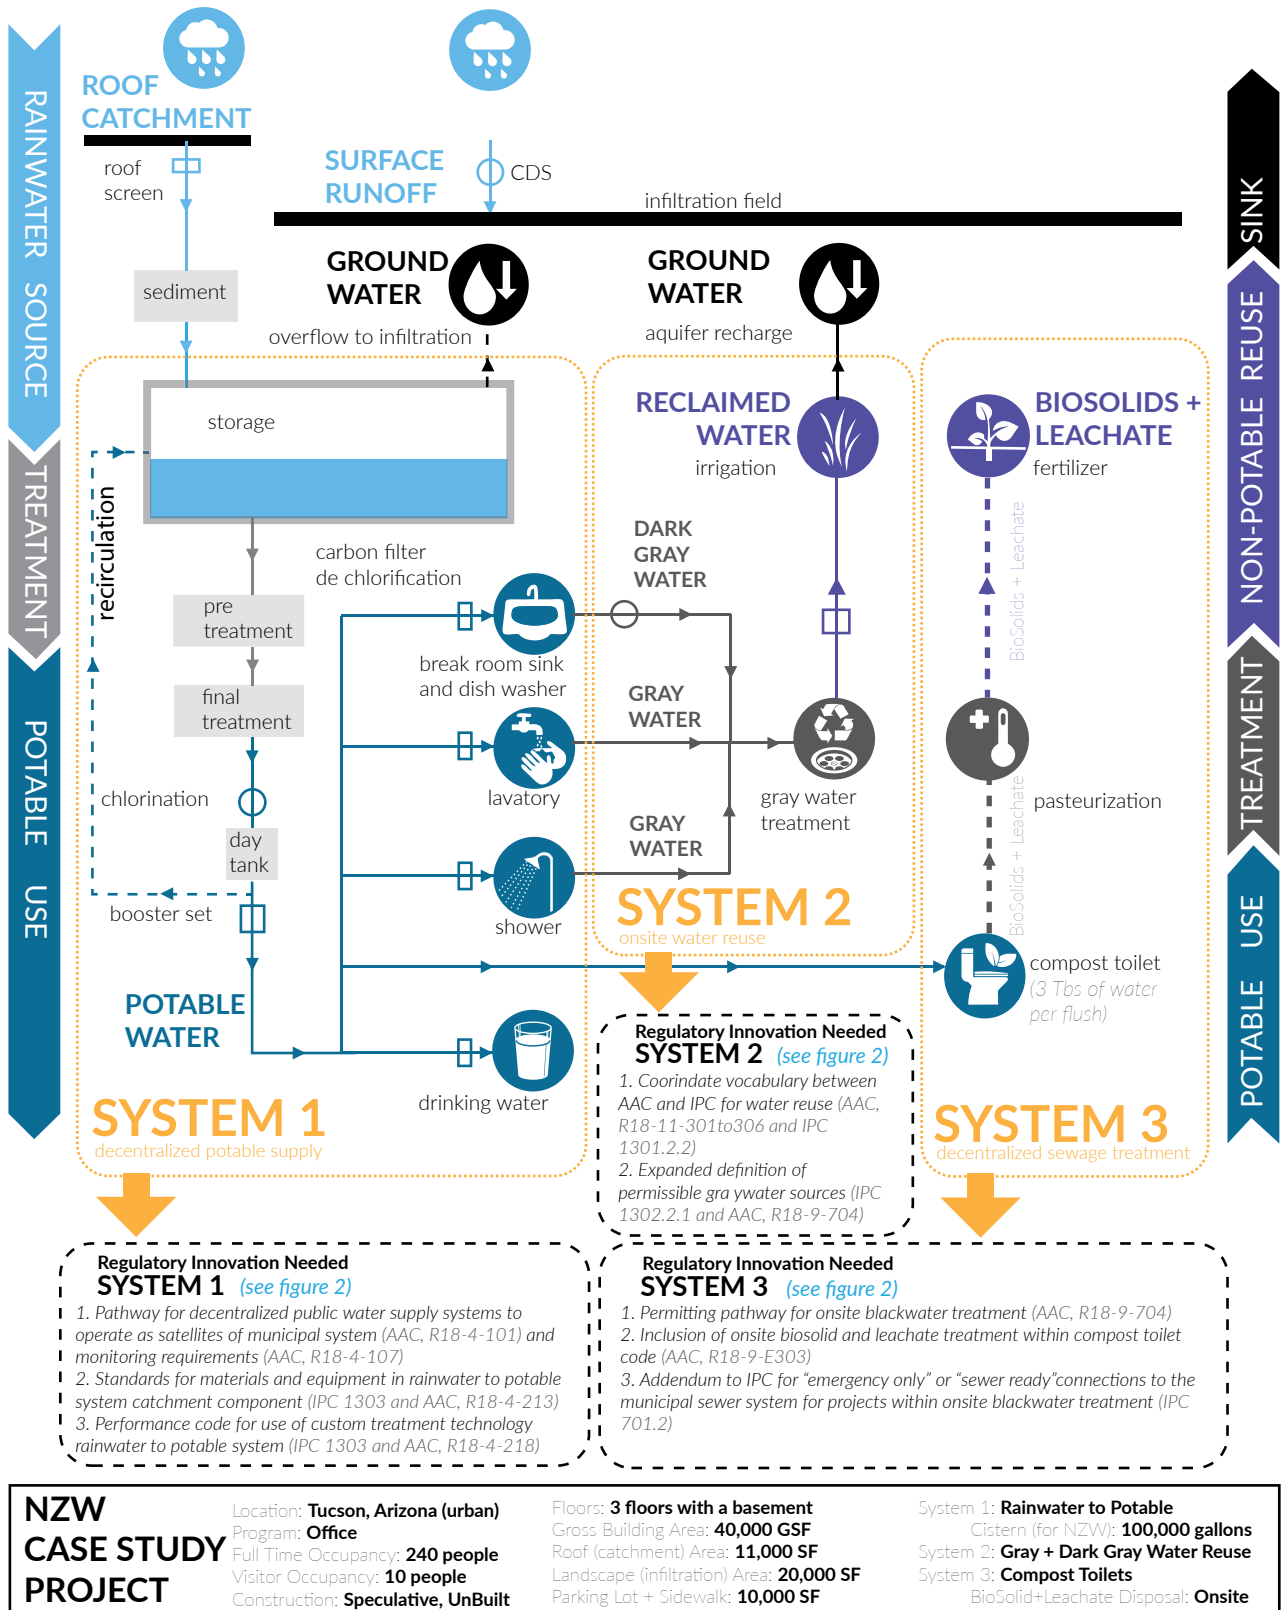 RAINWATER SOURCE
TREATMENT
POTABLE USE
ROOF
CATCHMENT
roof
screen
sediment
SURFACE
RUNOFF
CDS
infiltration field
GROUND
WATER
overflow to infiltration
GROUND
WATER
aquifer recharge
storage
recirculation
pre
treatment
final
treatment
chlorination
day
tank
booster set
POTABLE
WATER
carbon filter
de chlorification
break room sink
and dish washer
lavatory
shower
drinking water
SYSTEM 1
decentralized potable supply
RECLAIMED
WATER
irrigation
DARK
GRAY
WATER
GRAY
WATER
GRAY
WATER
gray water
treatment
SYSTEM 2
onsite water reuse
BIOSOLIDS +
LEACHATE
fertilizer
BioSolids + Leachate
pasteurization
BioSolids + Leachate
compost toilet
(3 Tbs of water
per flush)
SYSTEM 3
decentralized sewage treatment
SINK
NON-POTABLE REUSE
TREATMENT
POTABLE USE
Regulatory Innovation Needed
SYSTEM 2 (see figure 2)
1. Coorindate vocabulary between
AAC and IPC for water reuse (AAC,
R18-11-301to306 and IPC
1301.2.2)
2. Expanded definition of
permissible gra ywater sources (IPC
1302.2.1 and AAC, R18-9-704)
Regulatory Innovation Needed
SYSTEM 1 (see figure 2)
1. Pathway for decentralized public water supply systems to
operate as satellites of municipal system (AAC, R18-4-101) and
monitoring requirements (AAC, R18-4-107)
2. Standards for materials and equipment in rainwater to potable
system catchment component (IPC 1303 and AAC, R18-4-213)
3. Performance code for use of custom treatment technology
rainwater to potable system (IPC 1303 and AAC, R18-4-218)
Regulatory Innovation Needed
SYSTEM 3 (see figure 2)
1. Permitting pathway for onsite blackwater treatment (AAC, R18-9-704)
2. Inclusion of onsite biosolid and leachate treatment within compost toilet
code (AAC, R18-9-E303)
3. Addendum to IPC for “emergency only” or “sewer ready”connections to the
municipal sewer system for projects within onsite blackwater treatment (IPC
701.2)
NZW
CASE STUDY
PROJECT
Location: Tucson, Arizona (urban)
Program: Office
Full Time Occupancy: 240 people
Visitor Occupancy: 10 people
Construction: Speculative, UnBuilt
Floors: 3 floors with a basement
Gross Building Area: 40,000 GSF
Roof (catchment) Area: 11,000 SF
Landscape (infiltration) Area: 20,000 SF
Parking Lot + Sidewalk: 10,000 SF
System 1: Rainwater to Potable
Cistern (for NZW): 100,000 gallons
System 2: Gray + Dark Gray Water Reuse
System 3: Compost Toilets
BioSolid+Leachate Disposal: Onsite